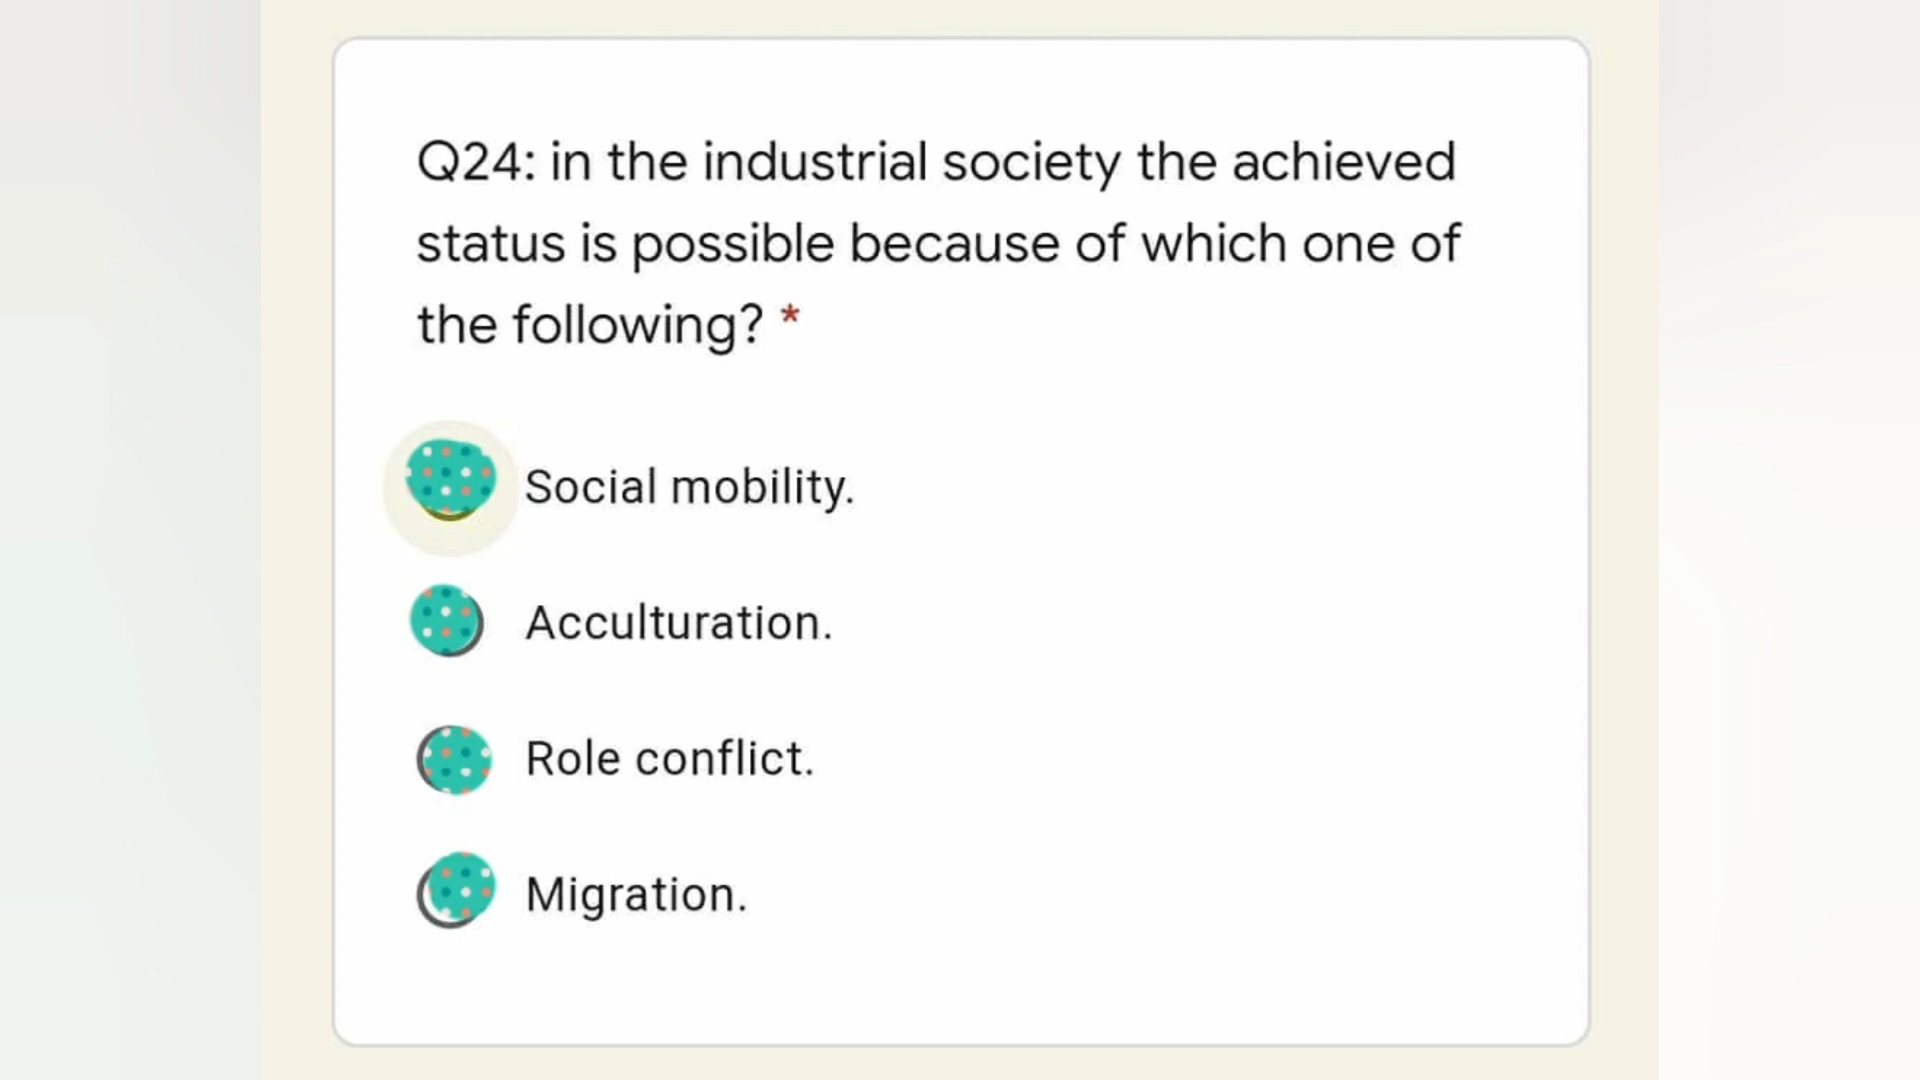 Q24: in the industrial society the achieved
status is possible because of which one of
the following? *
Social mobility.
Acculturation.
Role conflict.
Migration.